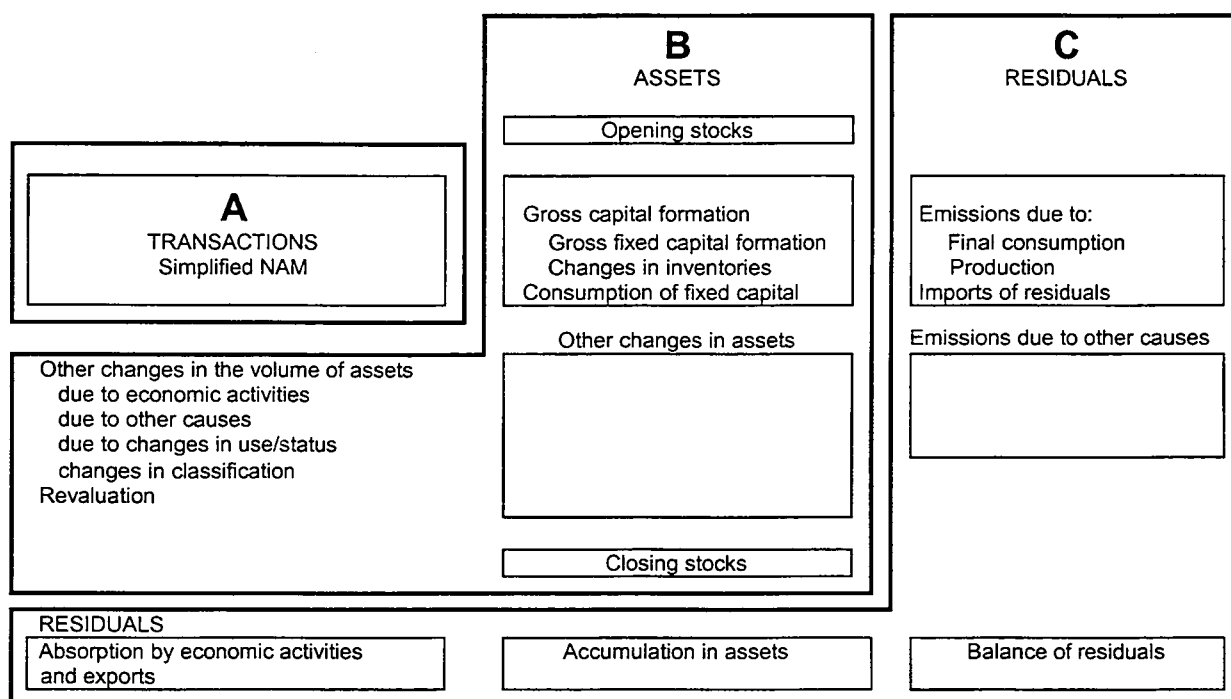 B
ASSETS
C
RESIDUALS
Opening stocks
A
TRANSACTIONS
Simplified NAM
Gross capital formation
Gross fixed capital formation
Changes in inventories
Consumption of fixed capital
Emissions due to:
Final consumption
Production
Imports of residuals
Other changes in assets
Emissions due to other causes
Other changes in the volume of assets
due to economic activities
due to other causes
due to changes in use/status
changes in classification
Revaluation
Closing stocks
RESIDUALS
Absorption by economic activities
and exports
Accumulation in assets
Balance of residuals